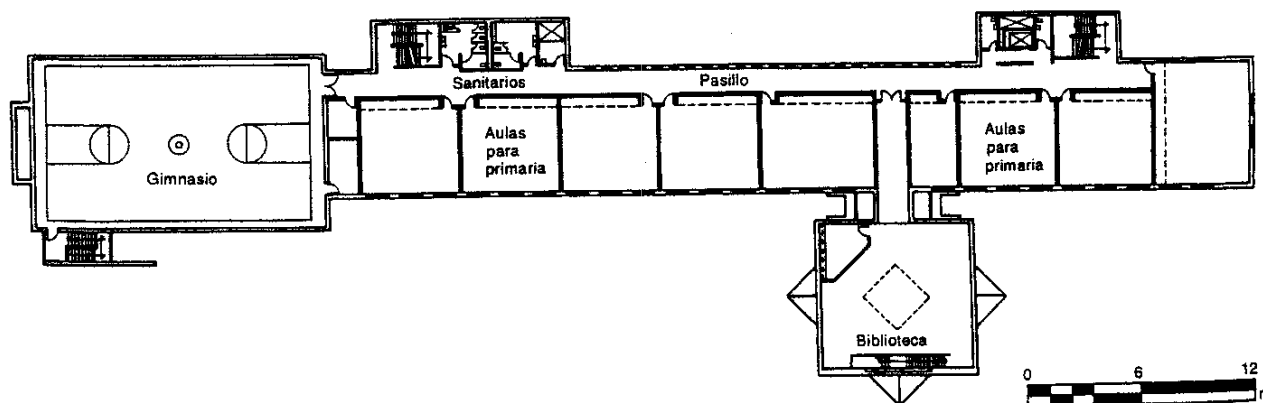 Sanitarios
Pasillo
Aulas
para
primaria
Aulas
para
primaria
Gimnasio
Biblioteca
0 6 12